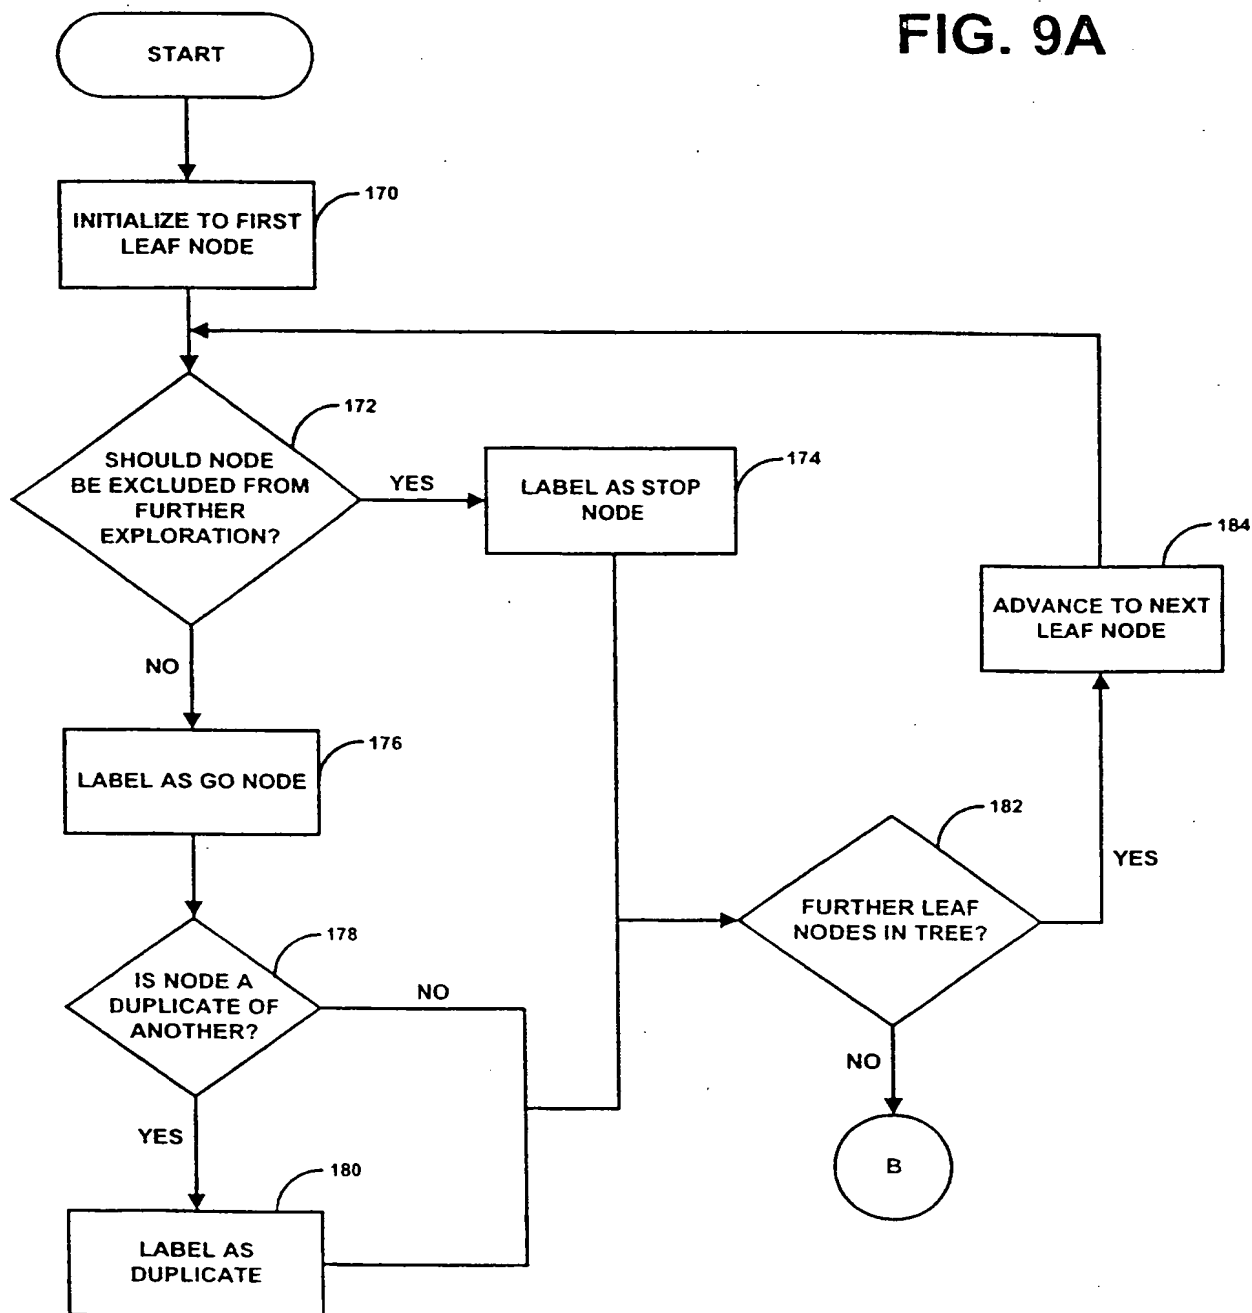 FIG. 9A
START
170
INITIALIZE TO FIRST
LEAF NODE
172
SHOULD NODE
BE EXCLUDED FROM
FURTHER
EXPLORATION?
YES
174
LABEL AS STOP
NODE
184
ADVANCE TO NEXT
LEAF NODE
NO
176
LABEL AS GO NODE
182
FURTHER LEAF
NODES IN TREE?
YES
178
IS NODE A
DUPLICATE OF
ANOTHER?
NO
NO
YES
B
180
LABEL AS
DUPLICATE